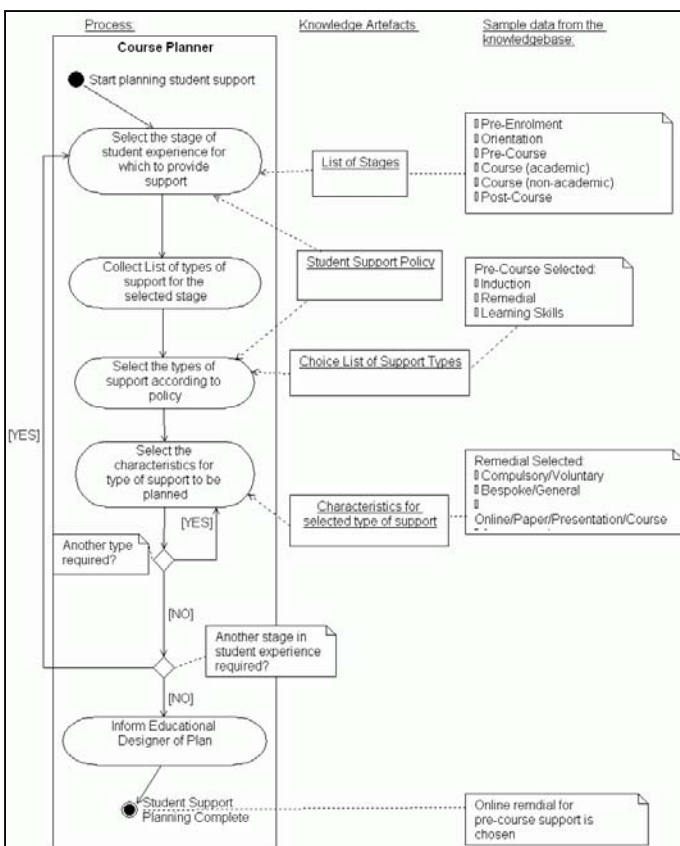 Process:
Knowledge Artefacts
Sample data from the
knowledgebase:
Course Planner
Start planning student support
Select the stage of
student experience for
which to provide
support
List of Stages
Pre-Enrolment
Orientation
Pre-Course
Course (academic)
Course (non-academic)
Post-Course
Collect List of types of
support for the
selected stage
Student Support Policy
Pre-Course Selected:
Induction
Remedial
Learning Skills
Select the types of
support according to
policy
Choice List of Support Types
[YES]
Select the
characteristics for
type of support to be
planned
Characteristics for
selected type of support
Remedial Selected:
Compulsory/Voluntary
Bespoke/General
Online/Paper/Presentation/Course
[YES]
Another type
required?
[NO]
Another stage in
student experience
required?
[NO]
Inform Educational
Designer of Plan
Student Support
Planning Complete
Online remdial for
pre-course support is
chosen